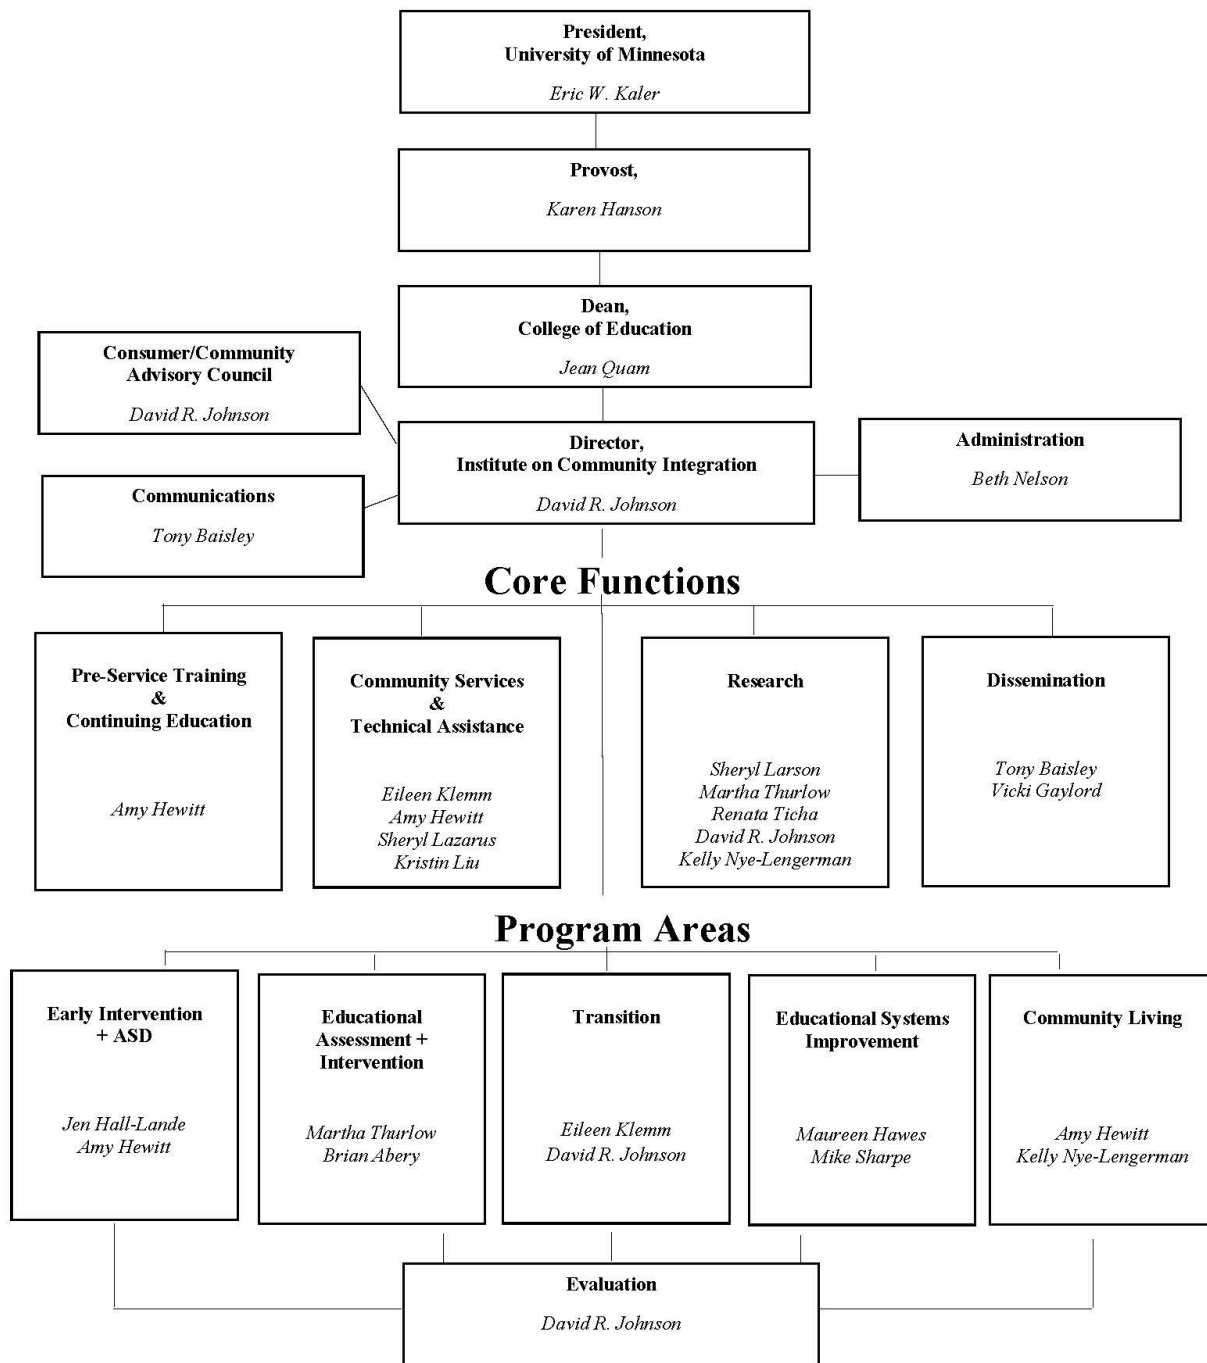 President,
University of Minnesota
Eric W. Kaler
Provost,
Karen Hanson
Dean,
College of Education
Jean Quam
Consumer/Community
Advisory Council
David R. Johnson
Director,
Institute on Community Integration
David R. Johnson
Administration
Beth Nelson
Communications
Tony Baisley
Core Functions
Pre-Service Training
&
Continuing Education
Amy Hewitt
Community Services
&
Technical Assistance
Eileen Klemm
Amy Hewitt
Sheryl Lazarus
Kristin Liu
Research
Sheryl Larson
Martha Thurlow
Renata Ticha
David R. Johnson
Kelly Nye-Lengerman
Dissemination
Tony Baisley
Vicki Gaylord
Program Areas
Early Intervention
+ ASD
Jen Hall-Lande
Amy Hewitt
Educational
Assessment +
Intervention
Martha Thurlow
Brian Abery
Transition
Eileen Klemm
David R. Johnson
Educational Systems
Improvement
Maureen Hawes
Mike Sharpe
Community Living
Amy Hewitt
Kelly Nye-Lengerman
Evaluation
David R. Johnson